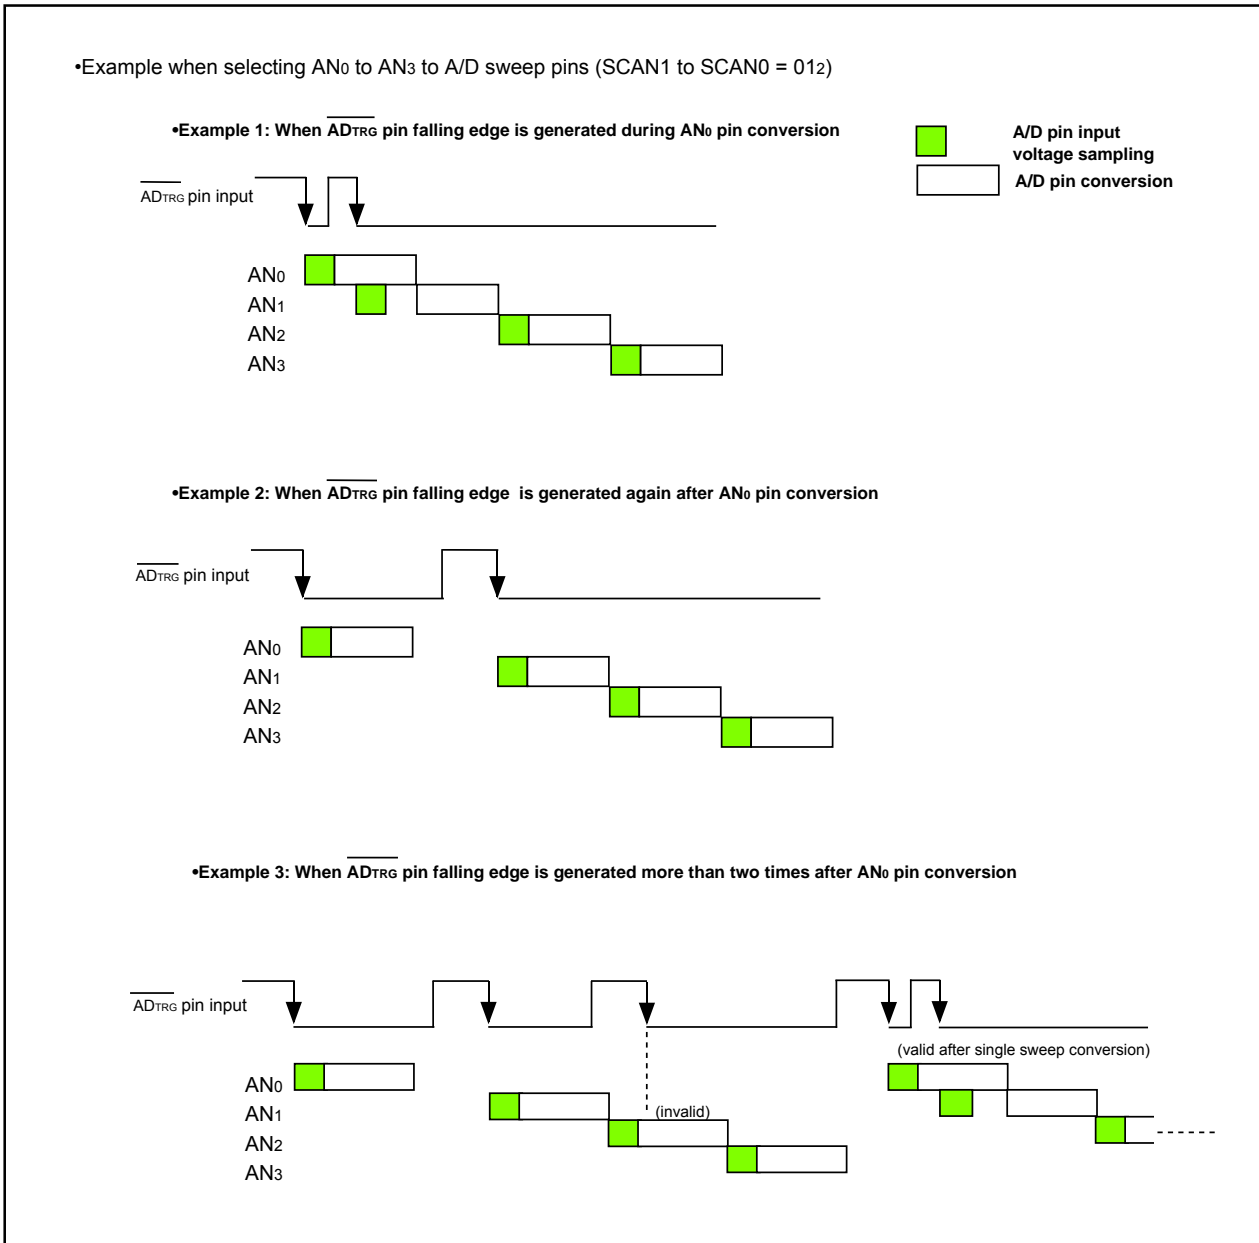 •Example when selecting AN0 to AN3 to A/D sweep pins (SCAN1 to SCAN0 = 012)
•Example 1: When ADTRG pin falling edge is generated during AN0 pin conversion
A/D pin input
voltage sampling
A/D pin conversion
ADTRG pin input
AN0
AN1
AN2
AN3
•Example 2: When ADTRG pin falling edge is generated again after AN0 pin conversion
ADTRG pin input
AN0
AN1
AN2
AN3
•Example 3: When ADTRG pin falling edge is generated more than two times after AN0 pin conversion
ADTRG pin input
(valid after single sweep conversion)
AN0
AN1
(invalid)
AN2
AN3